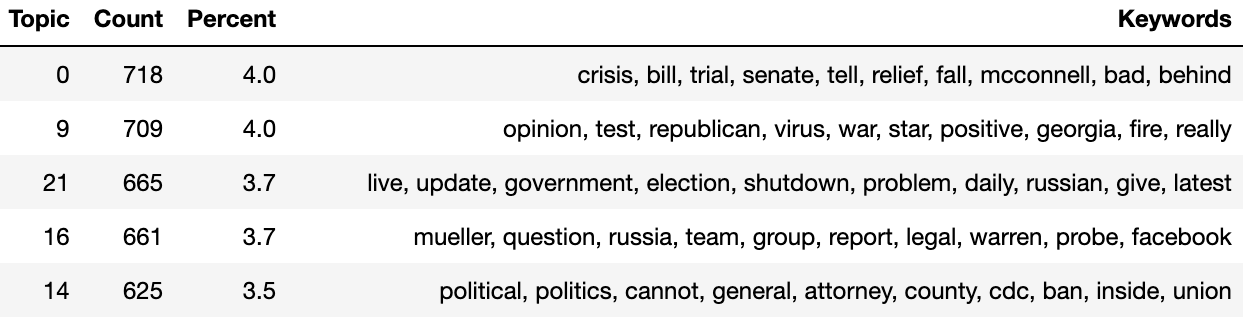 Topic Count Percent Keywords
0 718 4.0 crisis, bill, trial, senate, tell, relief, fall, mcconnell, bad, behind
9 709 4.0 opinion, test, republican, virus, war, star, positive, georgia, fire, really
21 665 3.7 live, update, government, election, shutdown, problem, daily, russian, give, latest
16 661 3.7 mueller, question, russia, team, group, report, legal, warren, probe, facebook
14 625 3.5 political, politics, cannot, general, attorney, county, cdc, ban, inside, union